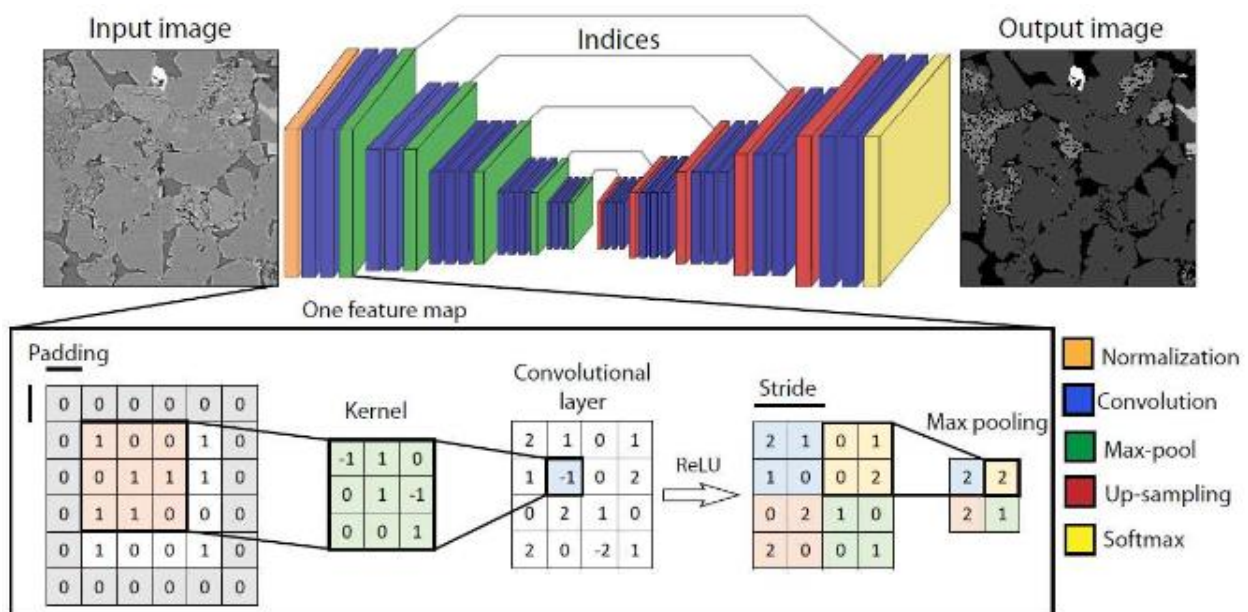 Input image
Indices
Output image
One feature map
Padding
0 0 0 0 0 0
0 1 0 0 1 0
0 0 1 1 1 0
0 1 1 0 0 0
0 1 0 0 1 0
0 0 0 0 0 0
Kernel
-1 1 0
0 1 -1
0 0 1
Convolutional
layer
2 1 0 1
1 -1 0 2
0 2 1 0
2 0 -2 1
ReLU
Stride
2 1 0 1
1 0 0 2
0 2 1 0
2 0 0 1
Max pooling
2 2
2 1
Normalization
Convolution
Max-pool
Up-sampling
Softmax